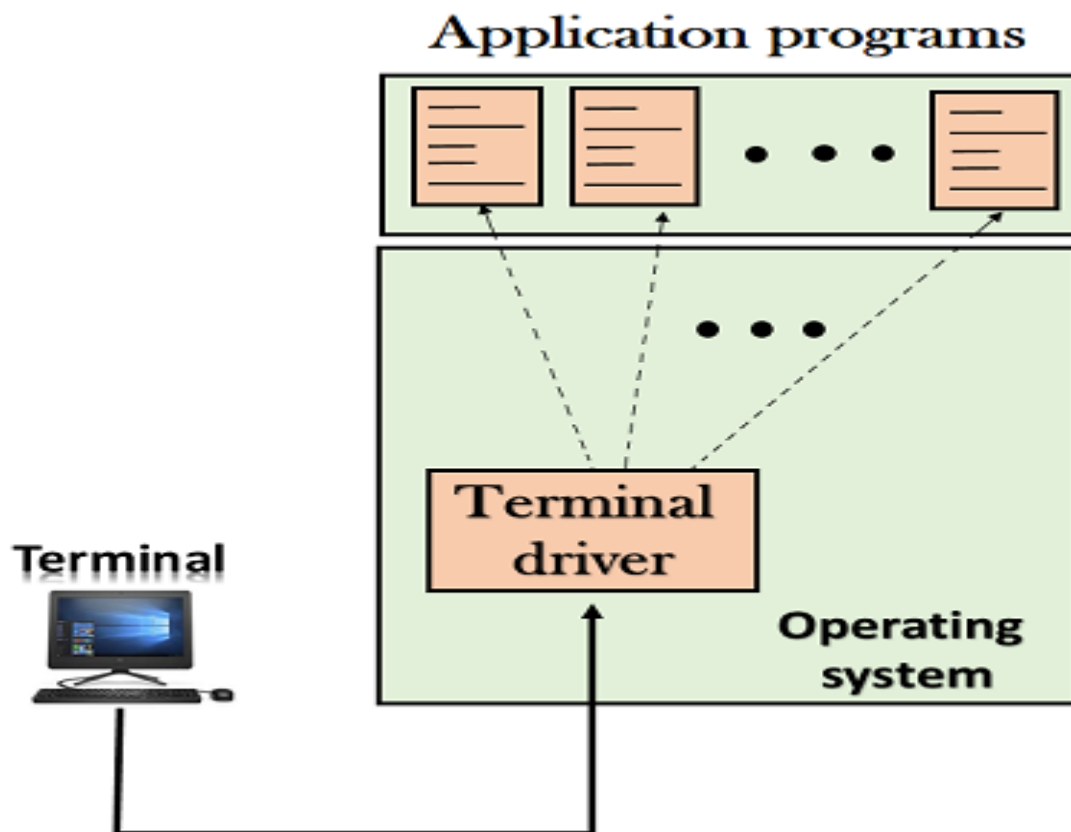 Application programs
Terminal
driver
Terminal
Operating
system